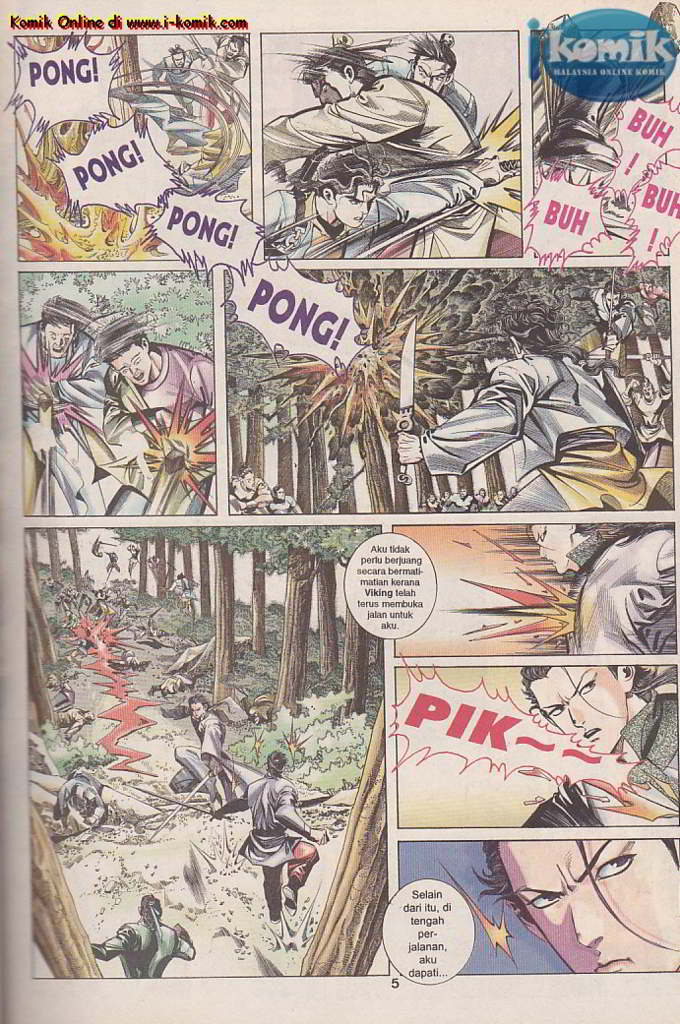 Komik Online di www.i-komik.com
ikomik
MALAYSIA ONLINE KOMIK
PONG!
PONG!
PONG!
BUH
!
BUH
BUH
!
PONG!
Aku tidak
perlu berjuang
secara bermati-
matian kerana
Viking telah
terus membuka
jalan untuk
aku.
PIK~~
Selain
dari itu, di
tengah
per-
jalanan,
aku
dapati...
5